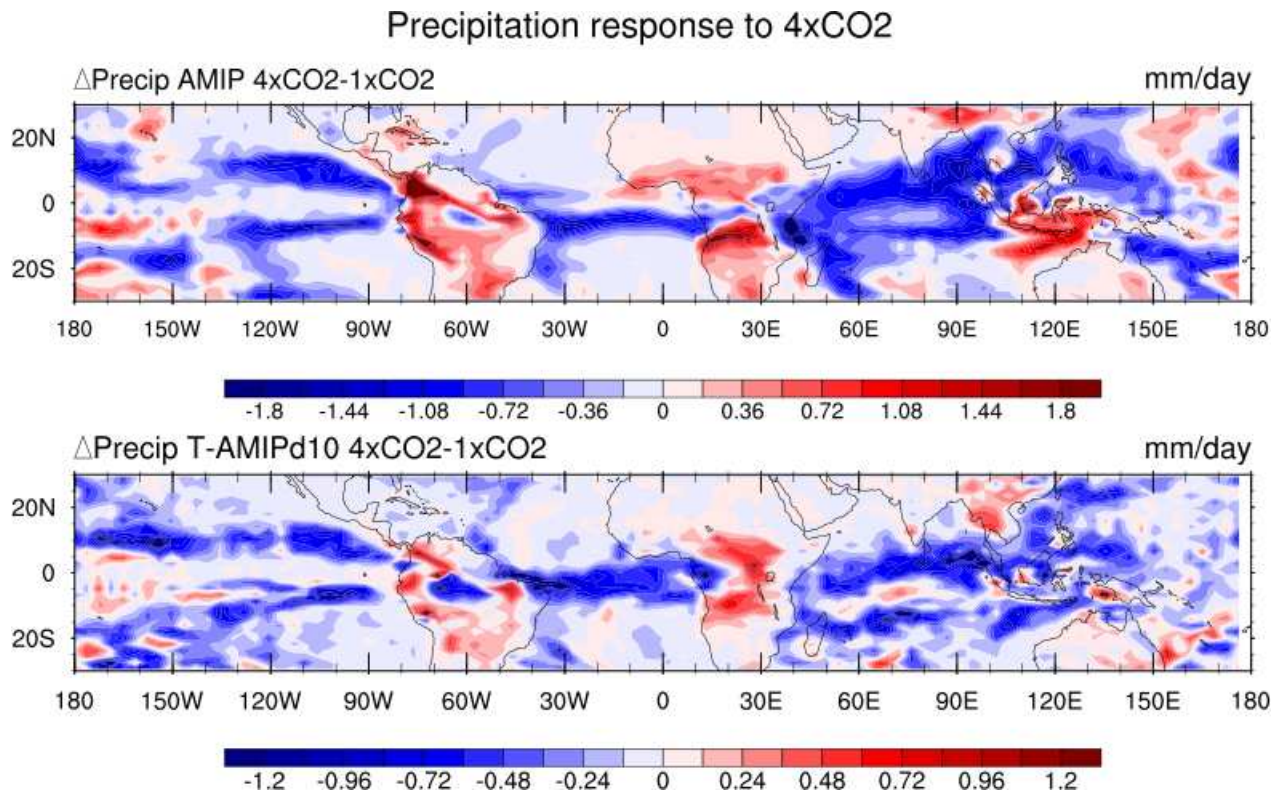 Precipitation response to 4xCO2
△Precip AMIP 4xCO2-1xCO2 mm/day
20N
0
20S
180 150W 120W 90W 60W 30W 0 30E 60E 90E 120E 150E 180
-1.8 -1.44 -1.08 -0.72 -0.36 0 0.36 0.72 1.08 1.44 1.8
△Precip T-AMIPd10 4xCO2-1xCO2 mm/day
20N
0
20S
180 150W 120W 90W 60W 30W 0 30E 60E 90E 120E 150E 180
-1.2 -0.96 -0.72 -0.48 -0.24 0 0.24 0.48 0.72 0.96 1.2